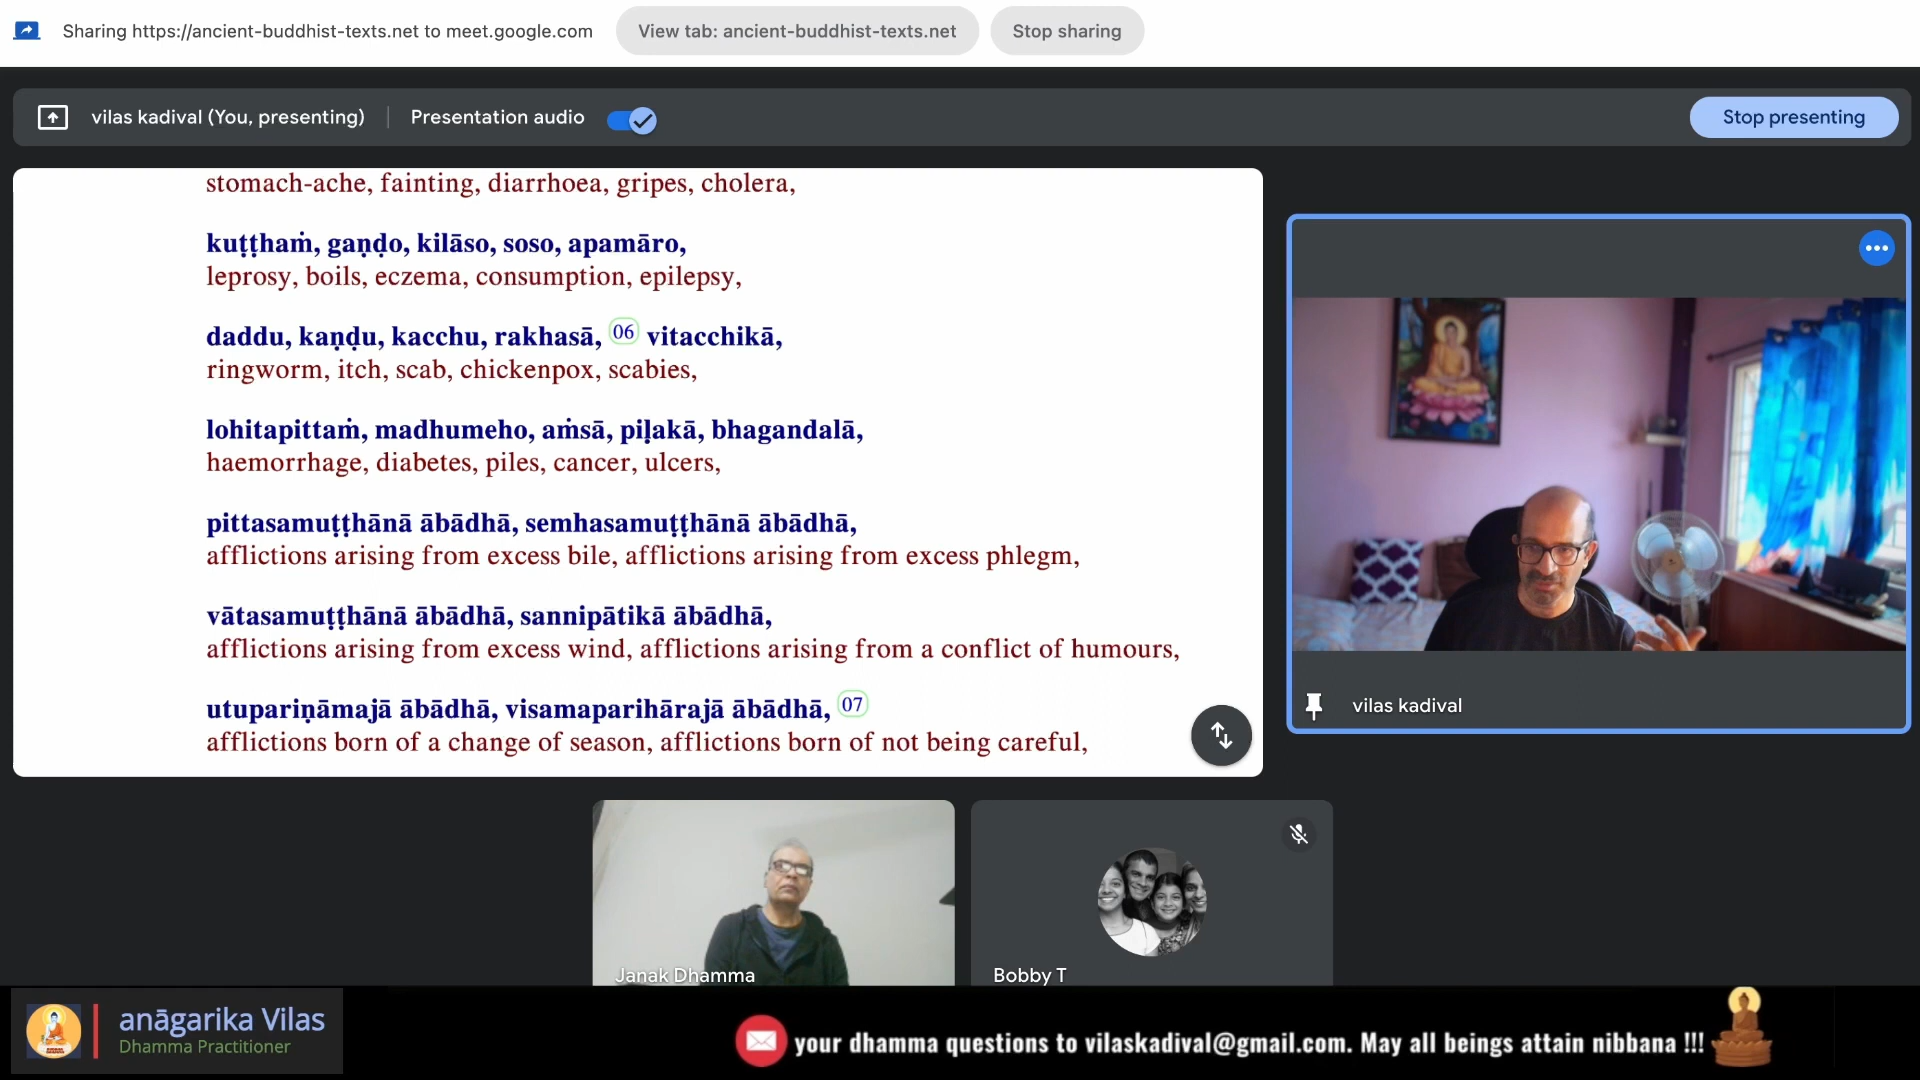 Sharing https://ancient-buddhist-texts.net to meet.google.com
View tab: ancient-buddhist-texts.net
Stop sharing
vilas kadival (You, presenting)
Presentation audio
Stop presenting
stomach-ache, fainting, diarrhoea, gripes, cholera,
kuṭṭhaṁ, gaṇḍo, kilāso, soso, apamāro,
leprosy, boils, eczema, consumption, epilepsy,
daddu, kaṇḍu, kacchu, rakhasā, 06 vitacchikā,
ringworm, itch, scab, chickenpox, scabies,
lohitapittaṁ, madhumeho, aṁsā, piḷakā, bhagandalā,
haemorrhage, diabetes, piles, cancer, ulcers,
pittasamuṭṭhānā ābādhā, semhasamuṭṭhānā ābādhā,
afflictions arising from excess bile, afflictions arising from excess phlegm,
vātasamuṭṭhānā ābādhā, sannipātikā ābādhā,
afflictions arising from excess wind, afflictions arising from a conflict of humours,
utupariṇāmajā ābādhā, visamaparihārajā ābādhā, 07
afflictions born of a change of season, afflictions born of not being careful,
vilas kadival
Janak Dhamma
Bobby T
anāgarika Vilas
Dhamma Practitioner
your dhamma questions to vilaskadival@gmail.com. May all beings attain nibbana !!!